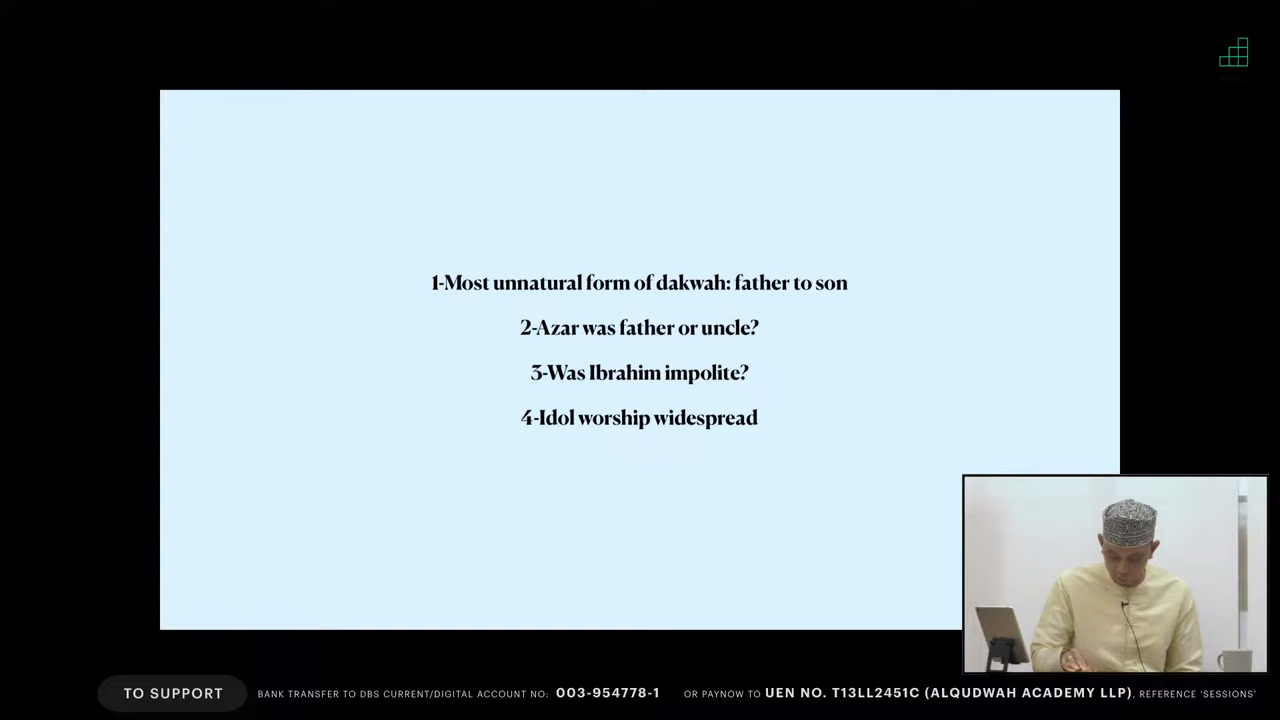 1-Most unnatural form of dakwah: father to son
2-Azar was father or uncle?
3-Was Ibrahim impolite?
4-Idol worship widespread
TO SUPPORT BANK TRANSFER TO DBS CURRENT/DIGITAL ACCOUNT NO: 003-954778-1 OR PAYNOW TO UEN NO. T13LL2451C (ALQUDWAH ACADEMY LLP), REFERENCE 'SESSIONS'